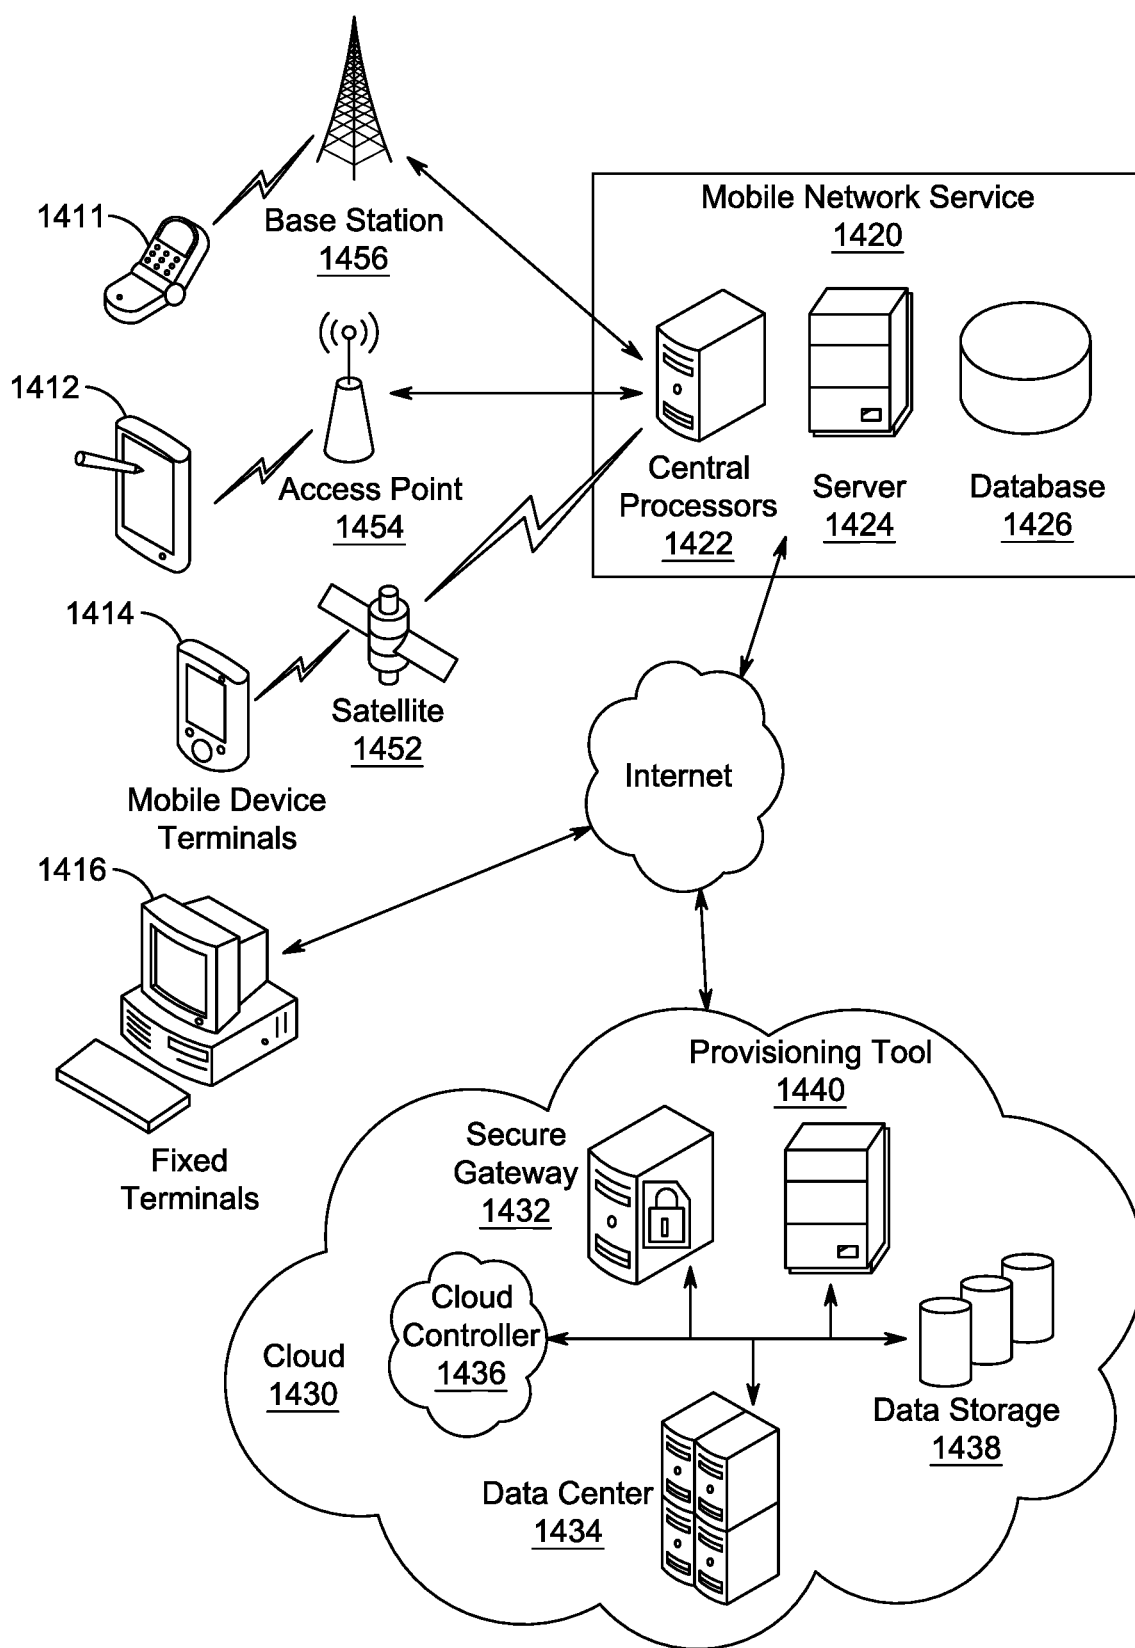 1411
Base Station
1456
Mobile Network Service
1420
1412
Access Point
1454
Central
Processors
1422
Server
1424
Database
1426
1414
Satellite
1452
Mobile Device
Terminals
Internet
1416
Fixed
Terminals
Provisioning Tool
1440
Secure
Gateway
1432
Cloud
Controller
1436
Cloud
1430
Data Storage
1438
Data Center
1434